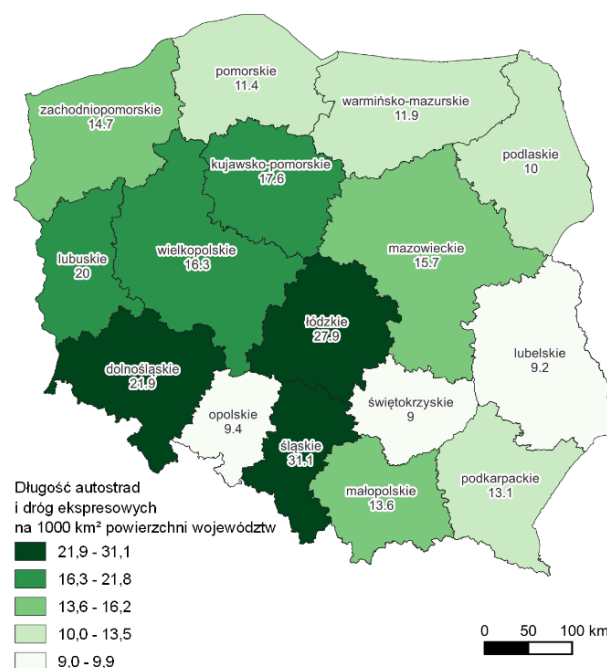 pomorskie
11.4
warmińsko-mazurskie
11.9
zachodniopomorskie
14.7
podlaskie
10
kujawsko-pomorskie
17.6
mazowieckie
15.7
wielkopolskie
16.3
lubuskie
20
łódzkie
27.9
lubelskie
9.2
dolnośląskie
21.9
opolskie
9.4
świętokrzyskie
9
śląskie
31.1
małopolskie
13.6
podkarpackie
13.1
Długość autostrad
i dróg ekspresowych
na 1000 km² powierzchni województw
21,9 - 31,1
16,3 - 21,8
13,6 - 16,2
10,0 - 13,5
9,0 - 9,9
0 50 100 km